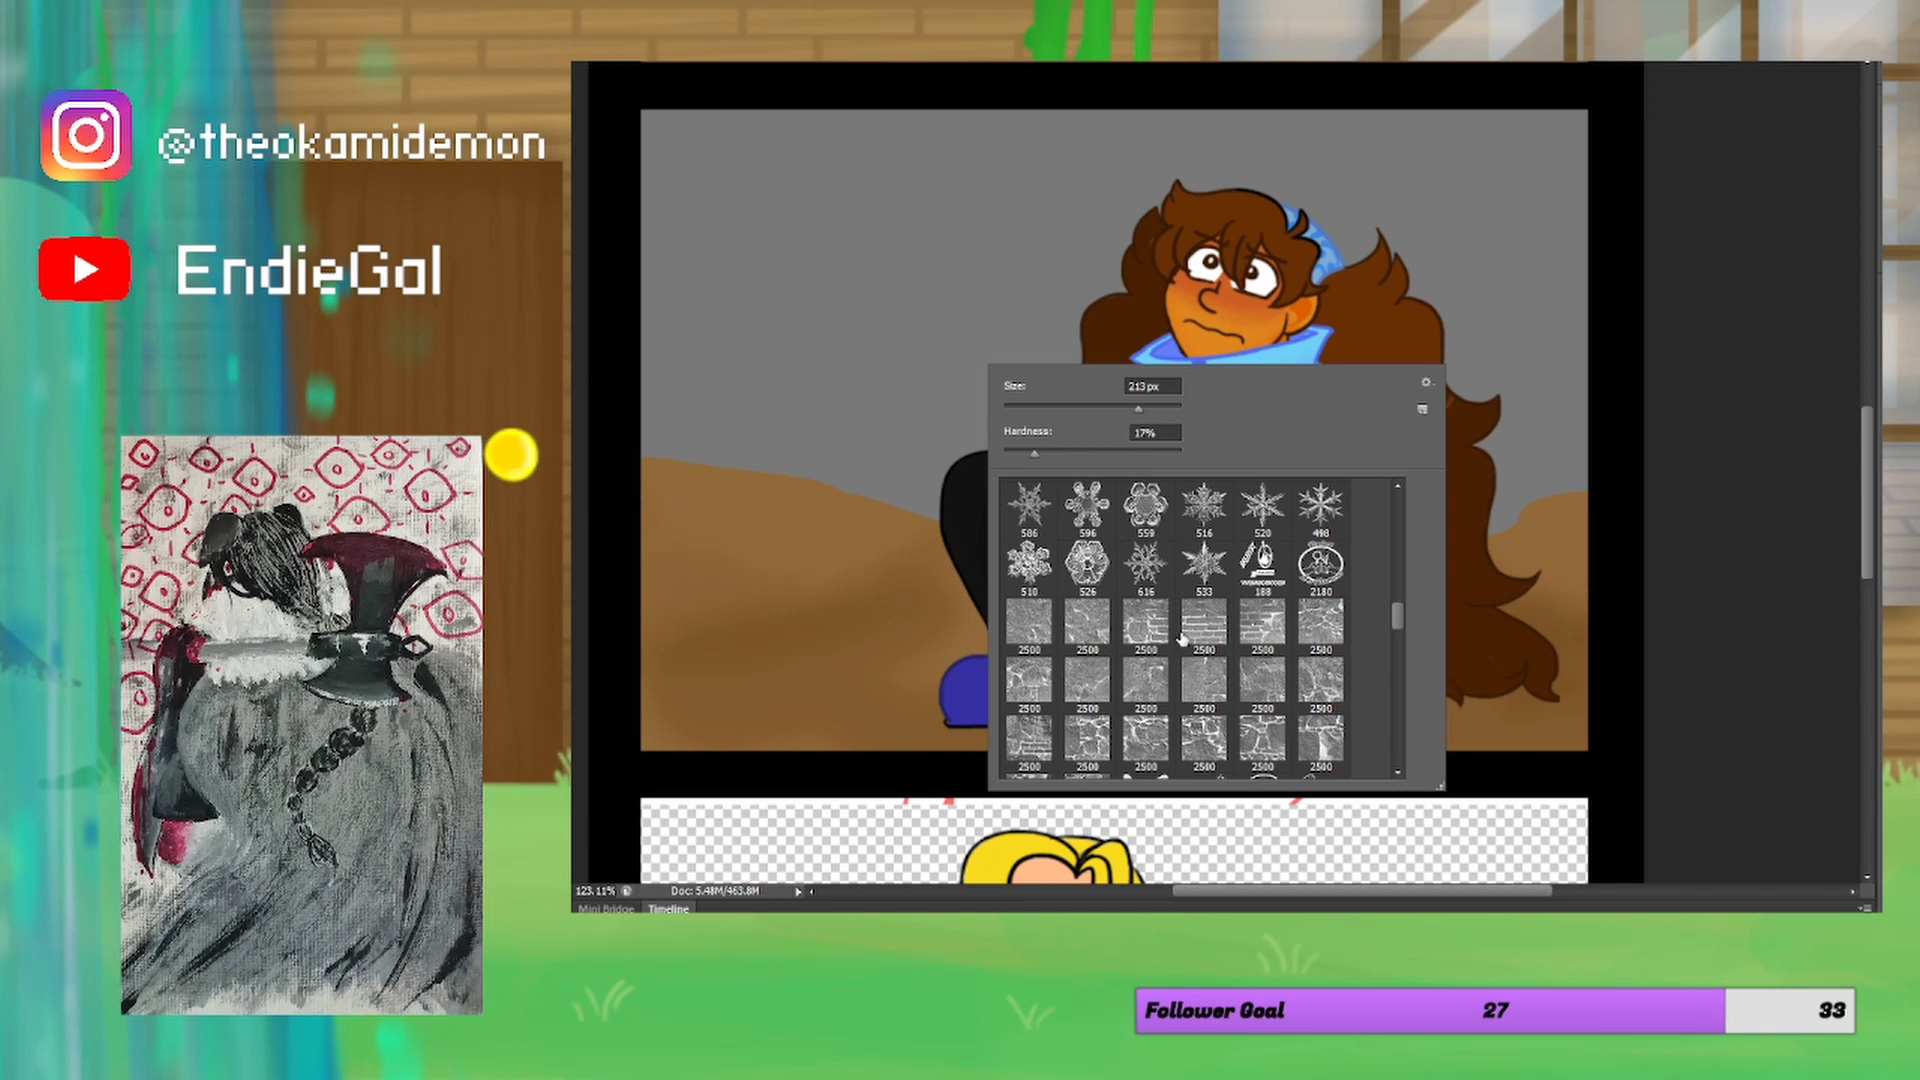 @theokamidemon
EndieGal
Size:
213 px
Hardness:
17%
586 596 559 516 520 498
510 526 616 533 188 2180
2500 2500 2500 2500 2500 2500
2500 2500 2500 2500 2500 2500
2500 2500 2500 2500 2500 2500
123.11%
Doc: 5.48M/463.8M
Mini Bridge
Timeline
Follower Goal
27
33